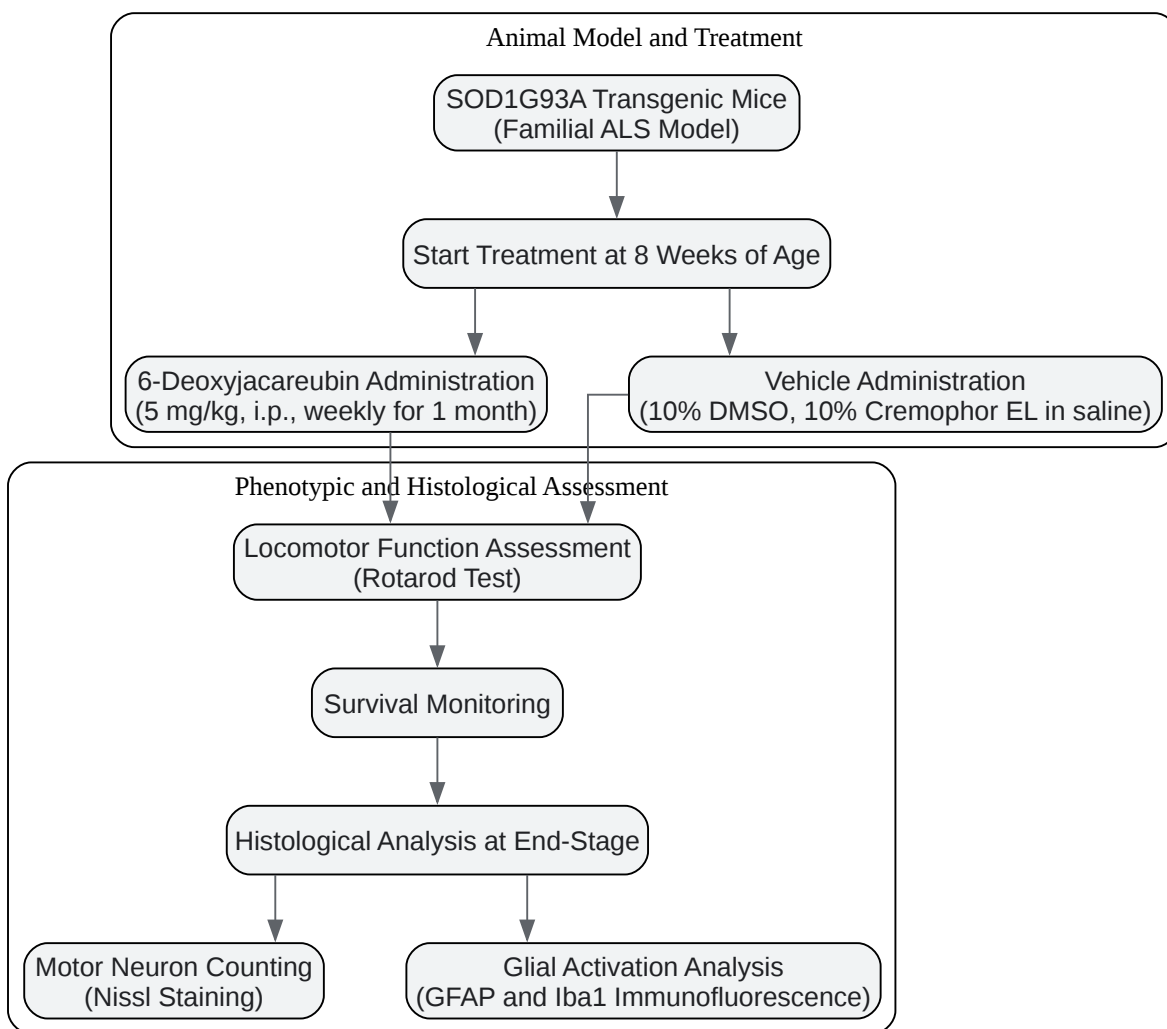 Animal Model and Treatment
SOD1G93A Transgenic Mice
(Familial ALS Model)
Start Treatment at 8 Weeks of Age
6-Deoxyjacareubin Administration
(5 mg/kg, i.p., weekly for 1 month)
Vehicle Administration
(10% DMSO, 10% Cremophor EL in saline)
Phenotypic and Histological Assessment
Locomotor Function Assessment
(Rotarod Test)
Survival Monitoring
Histological Analysis at End-Stage
Motor Neuron Counting
(Nissl Staining)
Glial Activation Analysis
(GFAP and Iba1 Immunofluorescence)